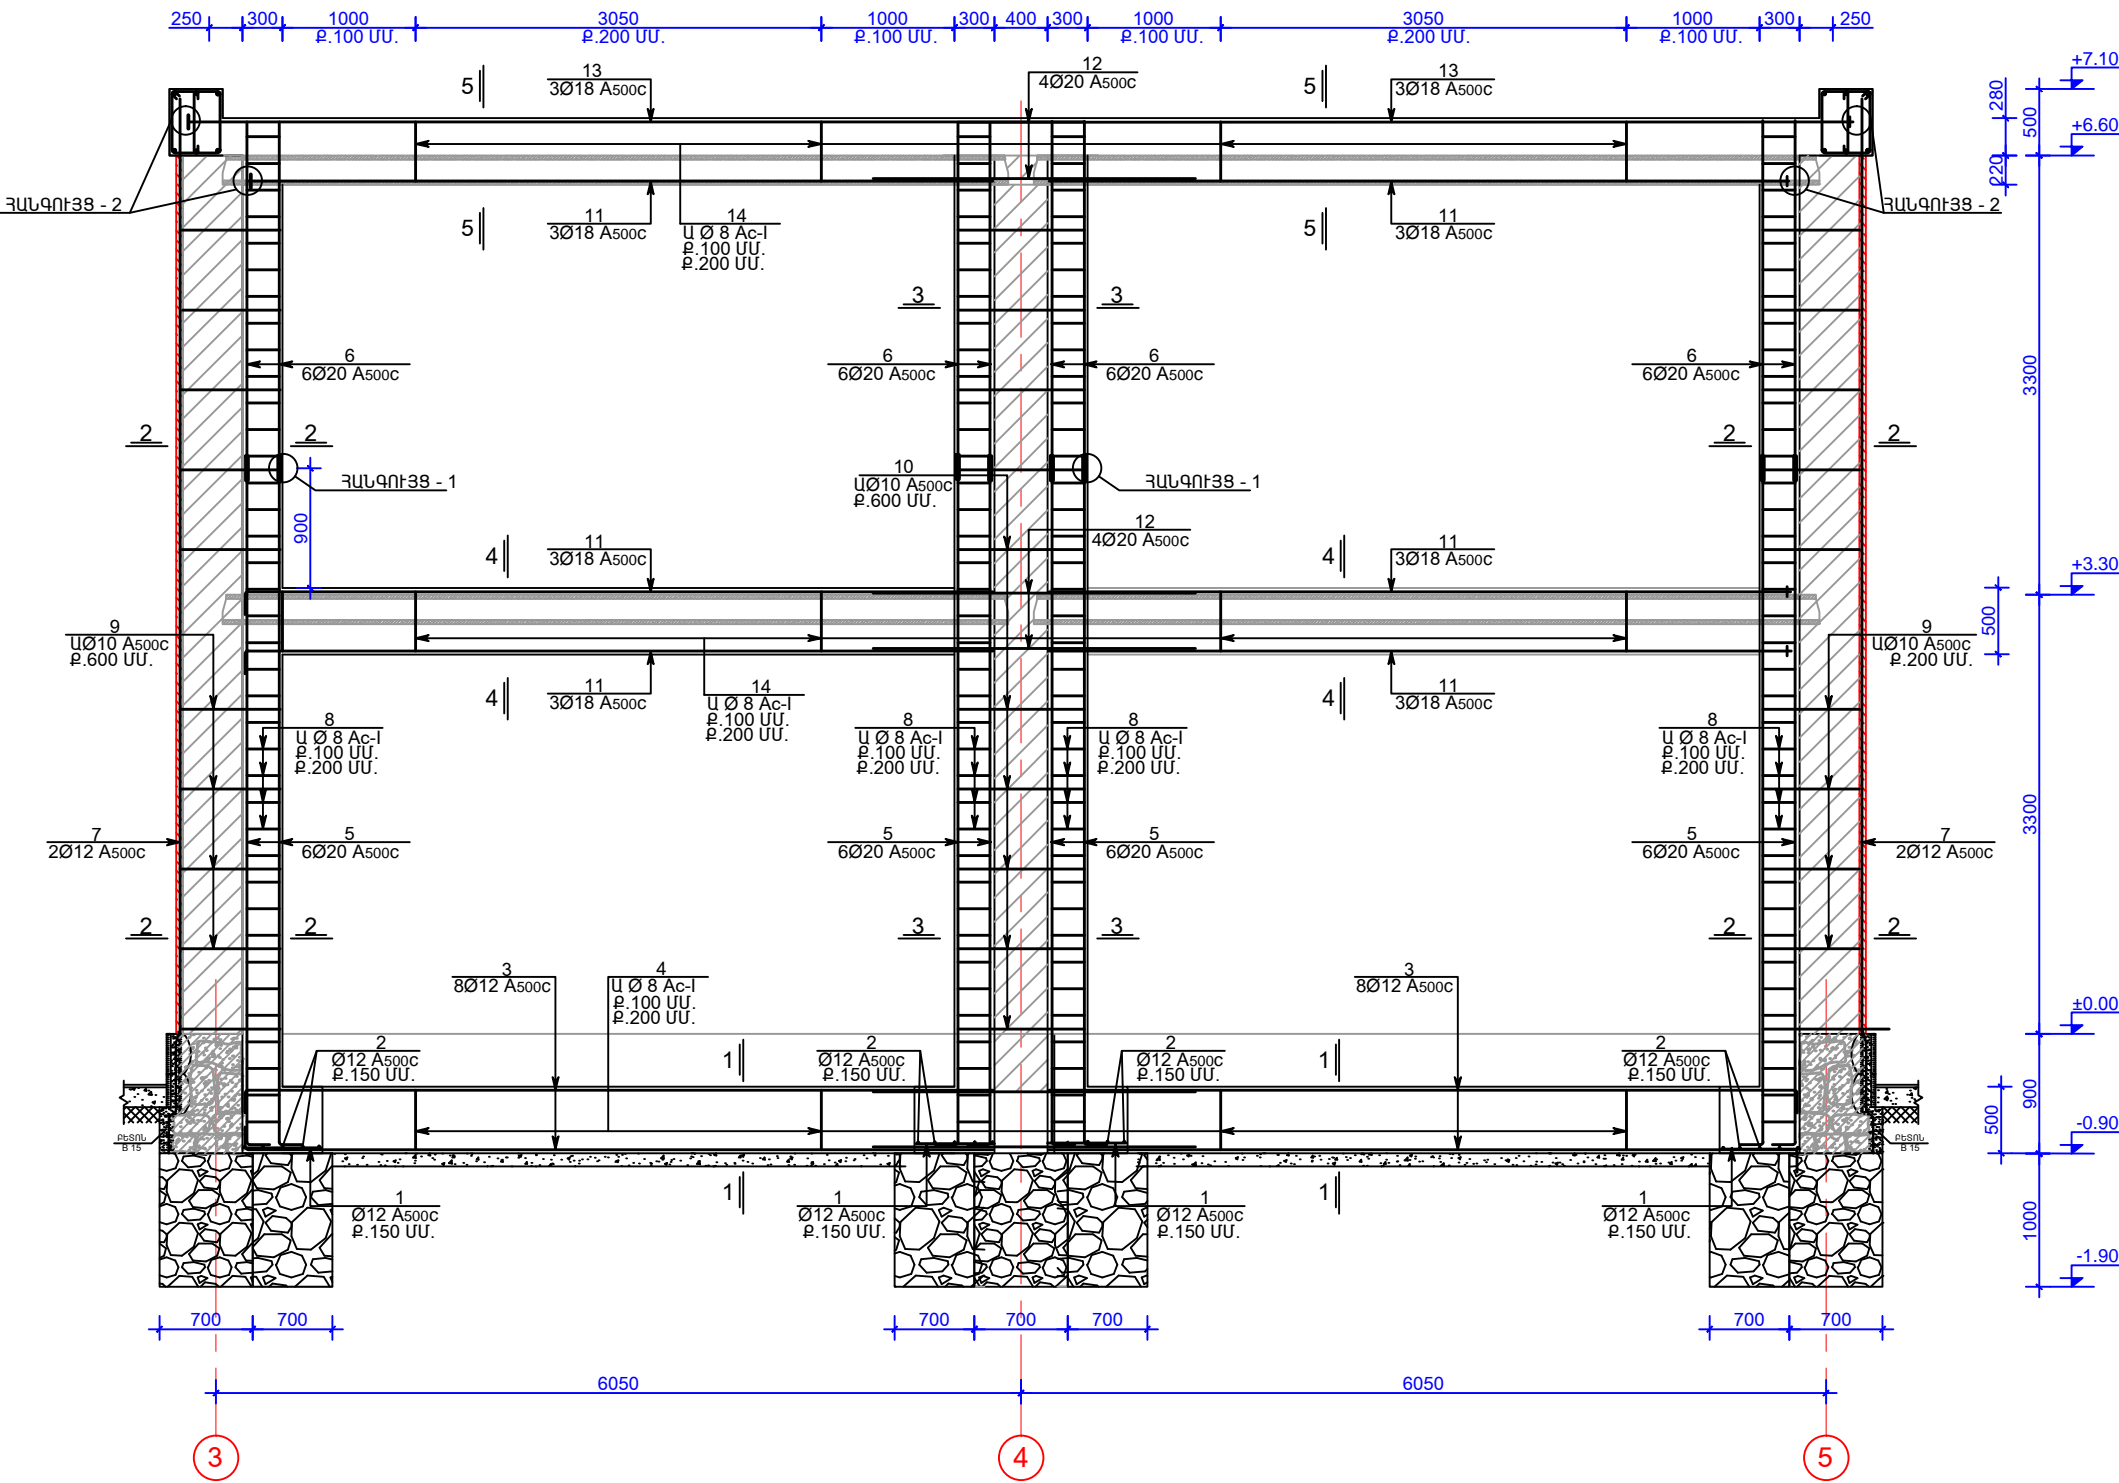 250 300 1000 3050 1000 300 400 300 1000 3050 1000 300 250
Ք.100 ՄՄ. Ք.200 ՄՄ. Ք.100 ՄՄ. Ք.100 ՄՄ. Ք.200 ՄՄ. Ք.100 ՄՄ.
+7.10
5 13 12 5 13
3Ø18 A500c 4Ø20 A500c 3Ø18 A500c
280 500
+6.60
220
ՀԱՆԳՈՒՅՑ - 2 ՀԱՆԳՈՒՅՑ - 2
5 11 14 5 11
3Ø18 A500c Ա Ø 8 Ac-I 3Ø18 A500c
Ք.100 ՄՄ.
Ք.200 ՄՄ.
3 3
6 6 6 6
6Ø20 A500c 6Ø20 A500c 6Ø20 A500c 6Ø20 A500c
3300
2 2 2 2
10
ՀԱՆԳՈՒՅՑ - 1 ԱØ10 A500c ՀԱՆԳՈՒՅՑ - 1
Ք.600 ՄՄ.
900
12
4Ø20 A500c
4 11 4 11
3Ø18 A500c 3Ø18 A500c
+3.30
500
9 9
ԱØ10 A500c ԱØ10 A500c
Ք.600 ՄՄ. Ք.200 ՄՄ.
4 11 14 4 11
3Ø18 A500c Ա Ø 8 Ac-I 3Ø18 A500c
Ք.100 ՄՄ.
Ք.200 ՄՄ.
8 8 8 8
Ա Ø 8 Ac-I Ա Ø 8 Ac-I Ա Ø 8 Ac-I Ա Ø 8 Ac-I
Ք.100 ՄՄ. Ք.100 ՄՄ. Ք.100 ՄՄ. Ք.100 ՄՄ.
Ք.200 ՄՄ. Ք.200 ՄՄ. Ք.200 ՄՄ. Ք.200 ՄՄ.
3300
7 5 5 5 5 7
2Ø12 A500c 6Ø20 A500c 6Ø20 A500c 6Ø20 A500c 6Ø20 A500c 2Ø12 A500c
2 2 3 3 2 2
3 4 3
8Ø12 A500c Ա Ø 8 Ac-I 8Ø12 A500c
Ք.100 ՄՄ.
Ք.200 ՄՄ.
±0.00
2 1 2 2 1 2
Ø12 A500c Ø12 A500c Ø12 A500c Ø12 A500c
Ք.150 ՄՄ. Ք.150 ՄՄ. Ք.150 ՄՄ. Ք.150 ՄՄ.
500 900
-0.90
ԲԵՏՈՆ ԲԵՏՈՆ
B 15 B 15
1 1 1 1 1 1
Ø12 A500c Ø12 A500c Ø12 A500c Ø12 A500c
Ք.150 ՄՄ. Ք.150 ՄՄ. Ք.150 ՄՄ. Ք.150 ՄՄ.
1000
-1.90
700 700 700 700 700 700 700
6050 6050
3 4 5